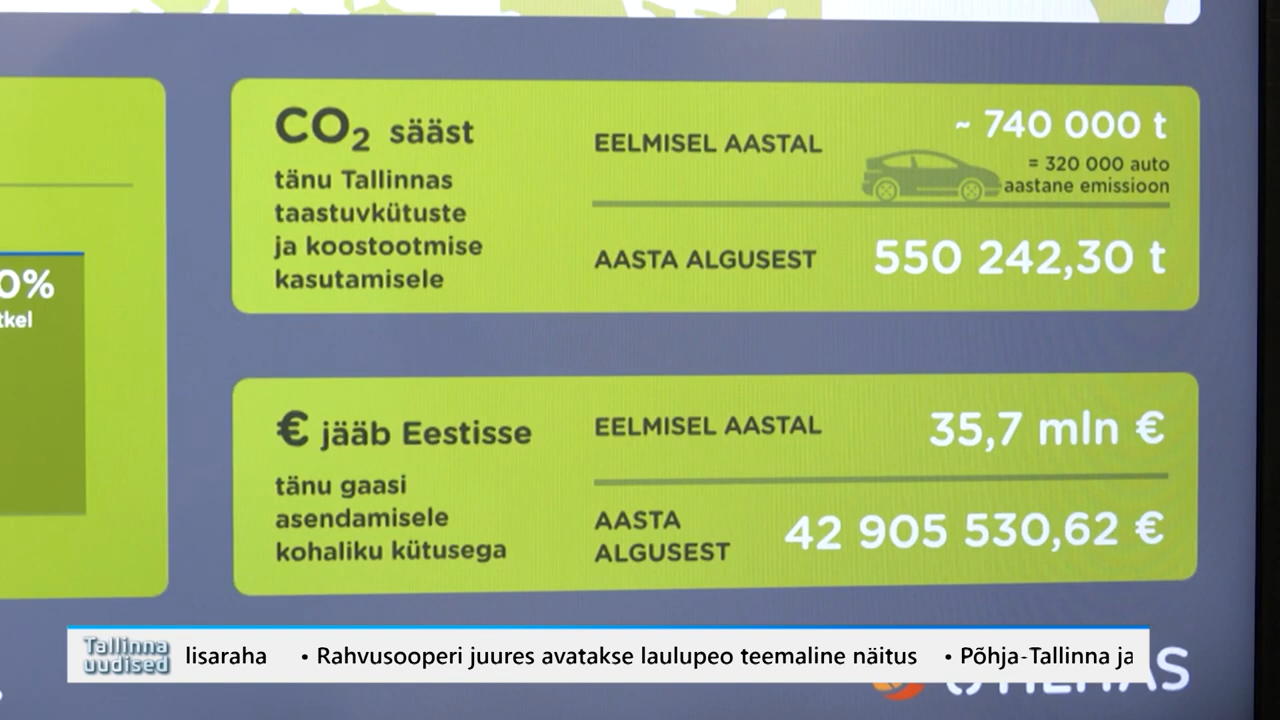 CO₂ sääst
tänu Tallinnas
taastuvkütuste
ja koostootmise
kasutamisele
EELMISEL AASTAL
~ 740 000 t
= 320 000 auto
aastane emissioon
AASTA ALGUSEST
550 242,30 t
0%
tkel
€ jääb Eestisse
tänu gaasi
asendamisele
kohaliku kütusega
EELMISEL AASTAL
35,7 mln €
AASTA
ALGUSEST
42 905 530,62 €
Tallinna
uudised
lisaraha • Rahvusooperi juures avatakse laulupeo teemaline näitus • Põhja-Tallinna ja